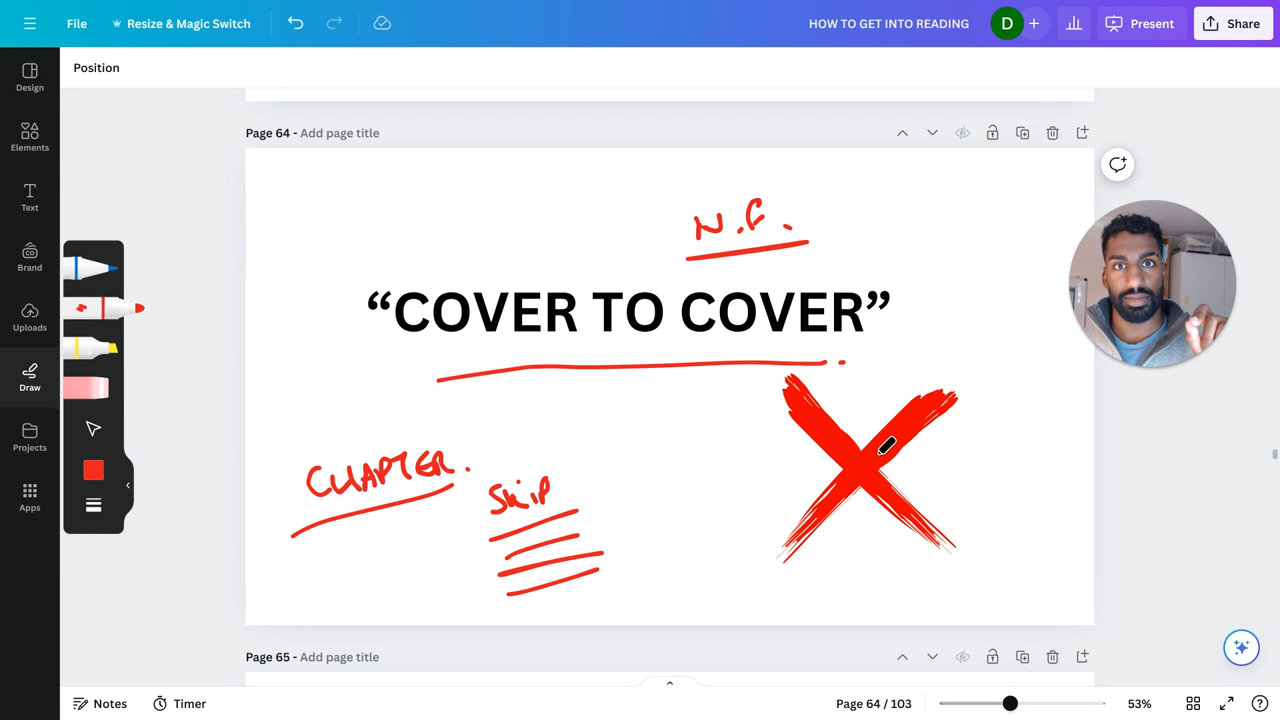 File
Resize & Magic Switch
HOW TO GET INTO READING
D
Present
Share
Position
Design
Elements
Text
Brand
Uploads
Draw
Projects
Apps
Page 64 - Add page title
N.F.
“COVER TO COVER”
CHAPTER.
SKIP
Page 65 - Add page title
Notes
Timer
Page 64 / 103
53%